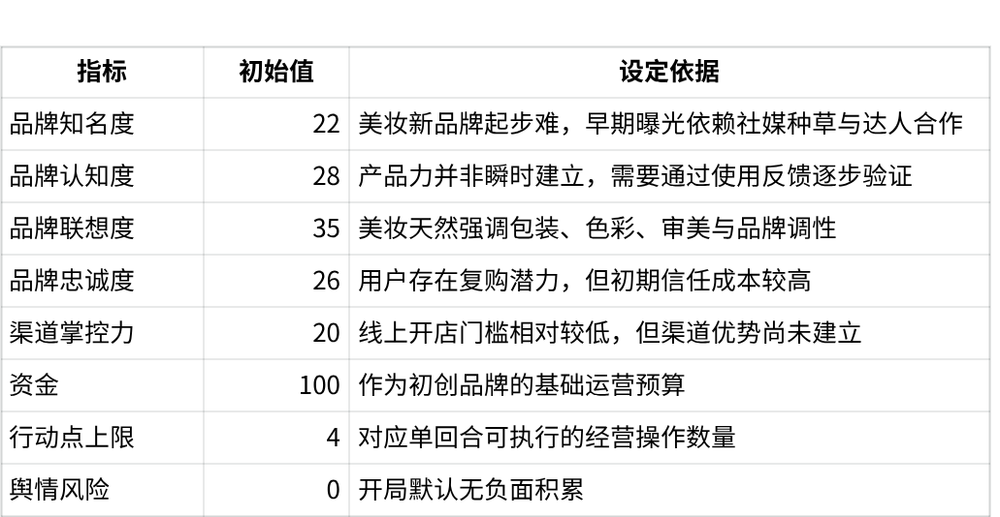 指标 初始值 设定依据
品牌知名度 22 美妆新品牌起步难，早期曝光依赖社媒种草与达人合作
品牌认知度 28 产品力并非瞬时建立，需要通过使用反馈逐步验证
品牌联想度 35 美妆天然强调包装、色彩、审美与品牌调性
品牌忠诚度 26 用户存在复购潜力，但初期信任成本较高
渠道掌控力 20 线上开店门槛相对较低，但渠道优势尚未建立
资金 100 作为初创品牌的基础运营预算
行动点上限 4 对应单回合可执行的经营操作数量
舆情风险 0 开局默认无负面积累